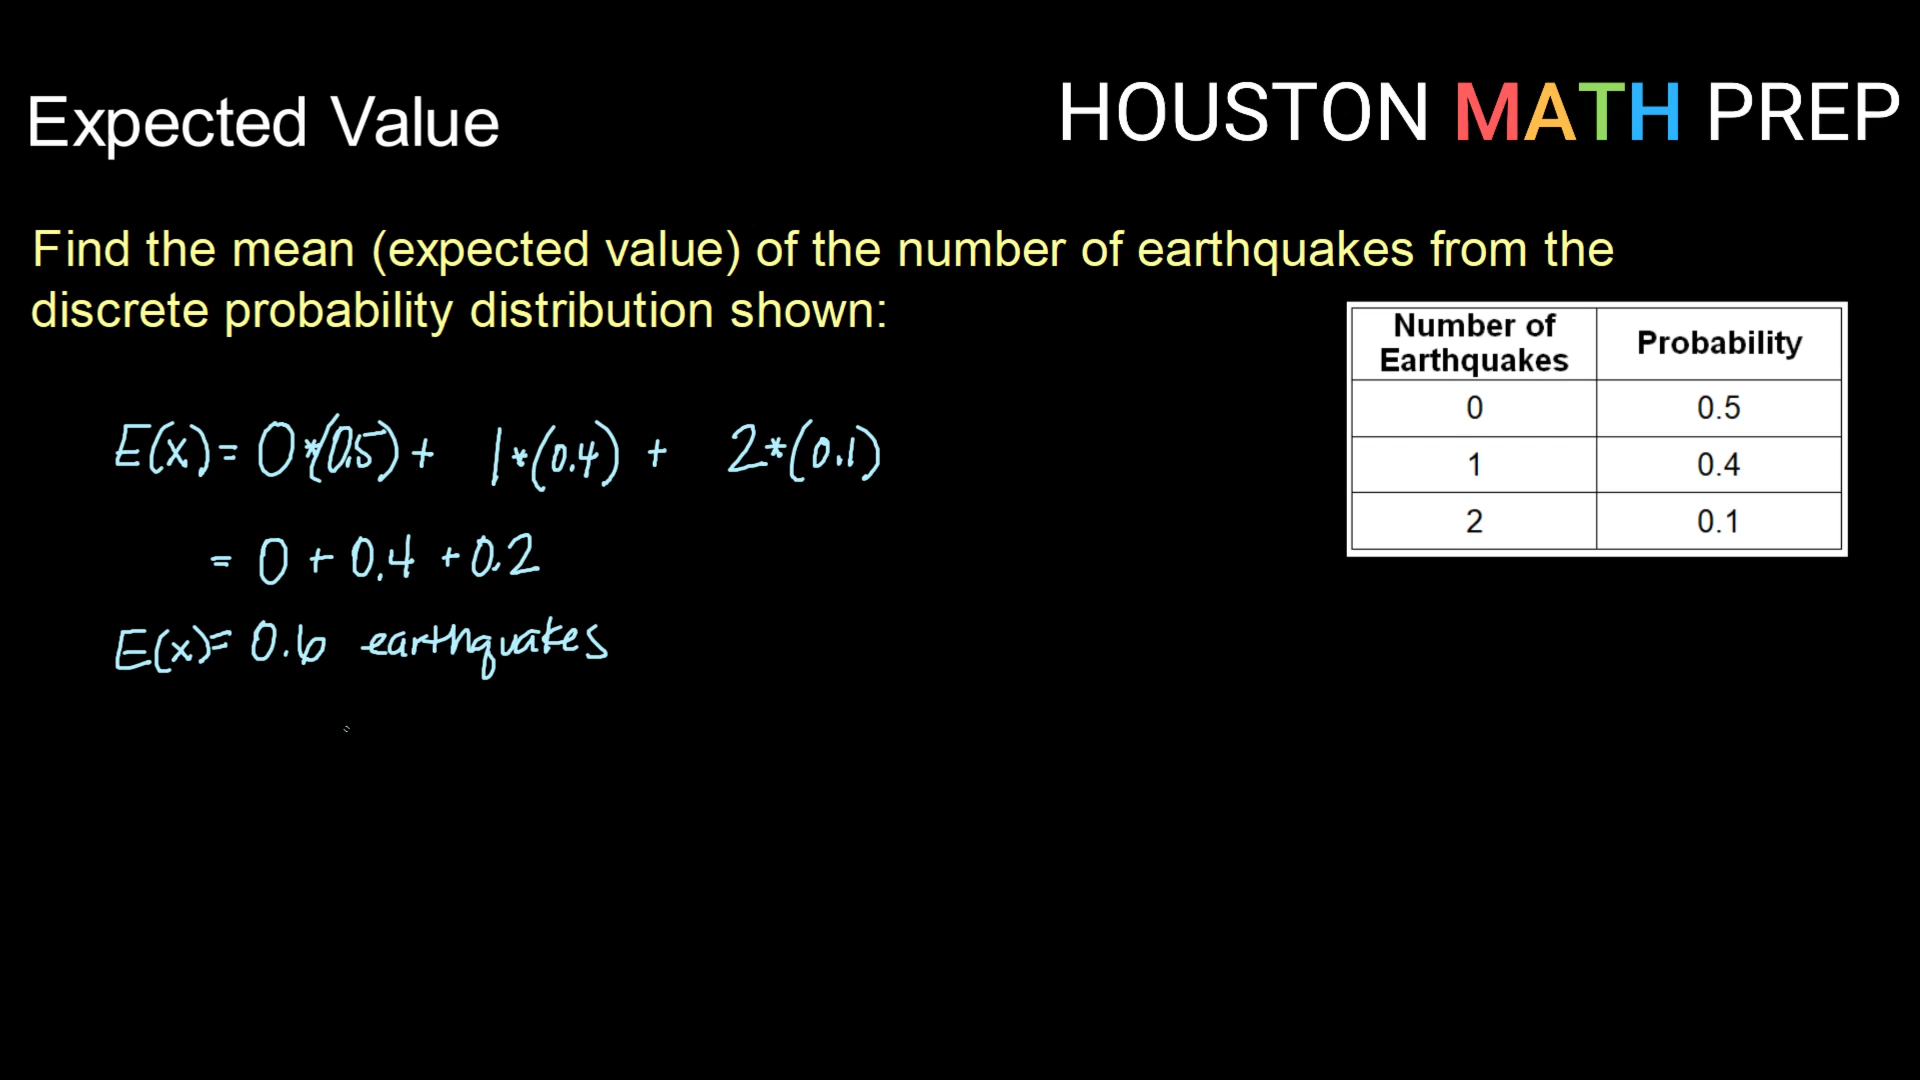 Expected Value
HOUSTON MATH PREP
Find the mean (expected value) of the number of earthquakes from the
discrete probability distribution shown:
Number of Earthquakes Probability
0 0.5
1 0.4
2 0.1
E(x) = 0*(0.5) + 1*(0.4) + 2*(0.1)
= 0 + 0.4 + 0.2
E(x) = 0.6 earthquakes